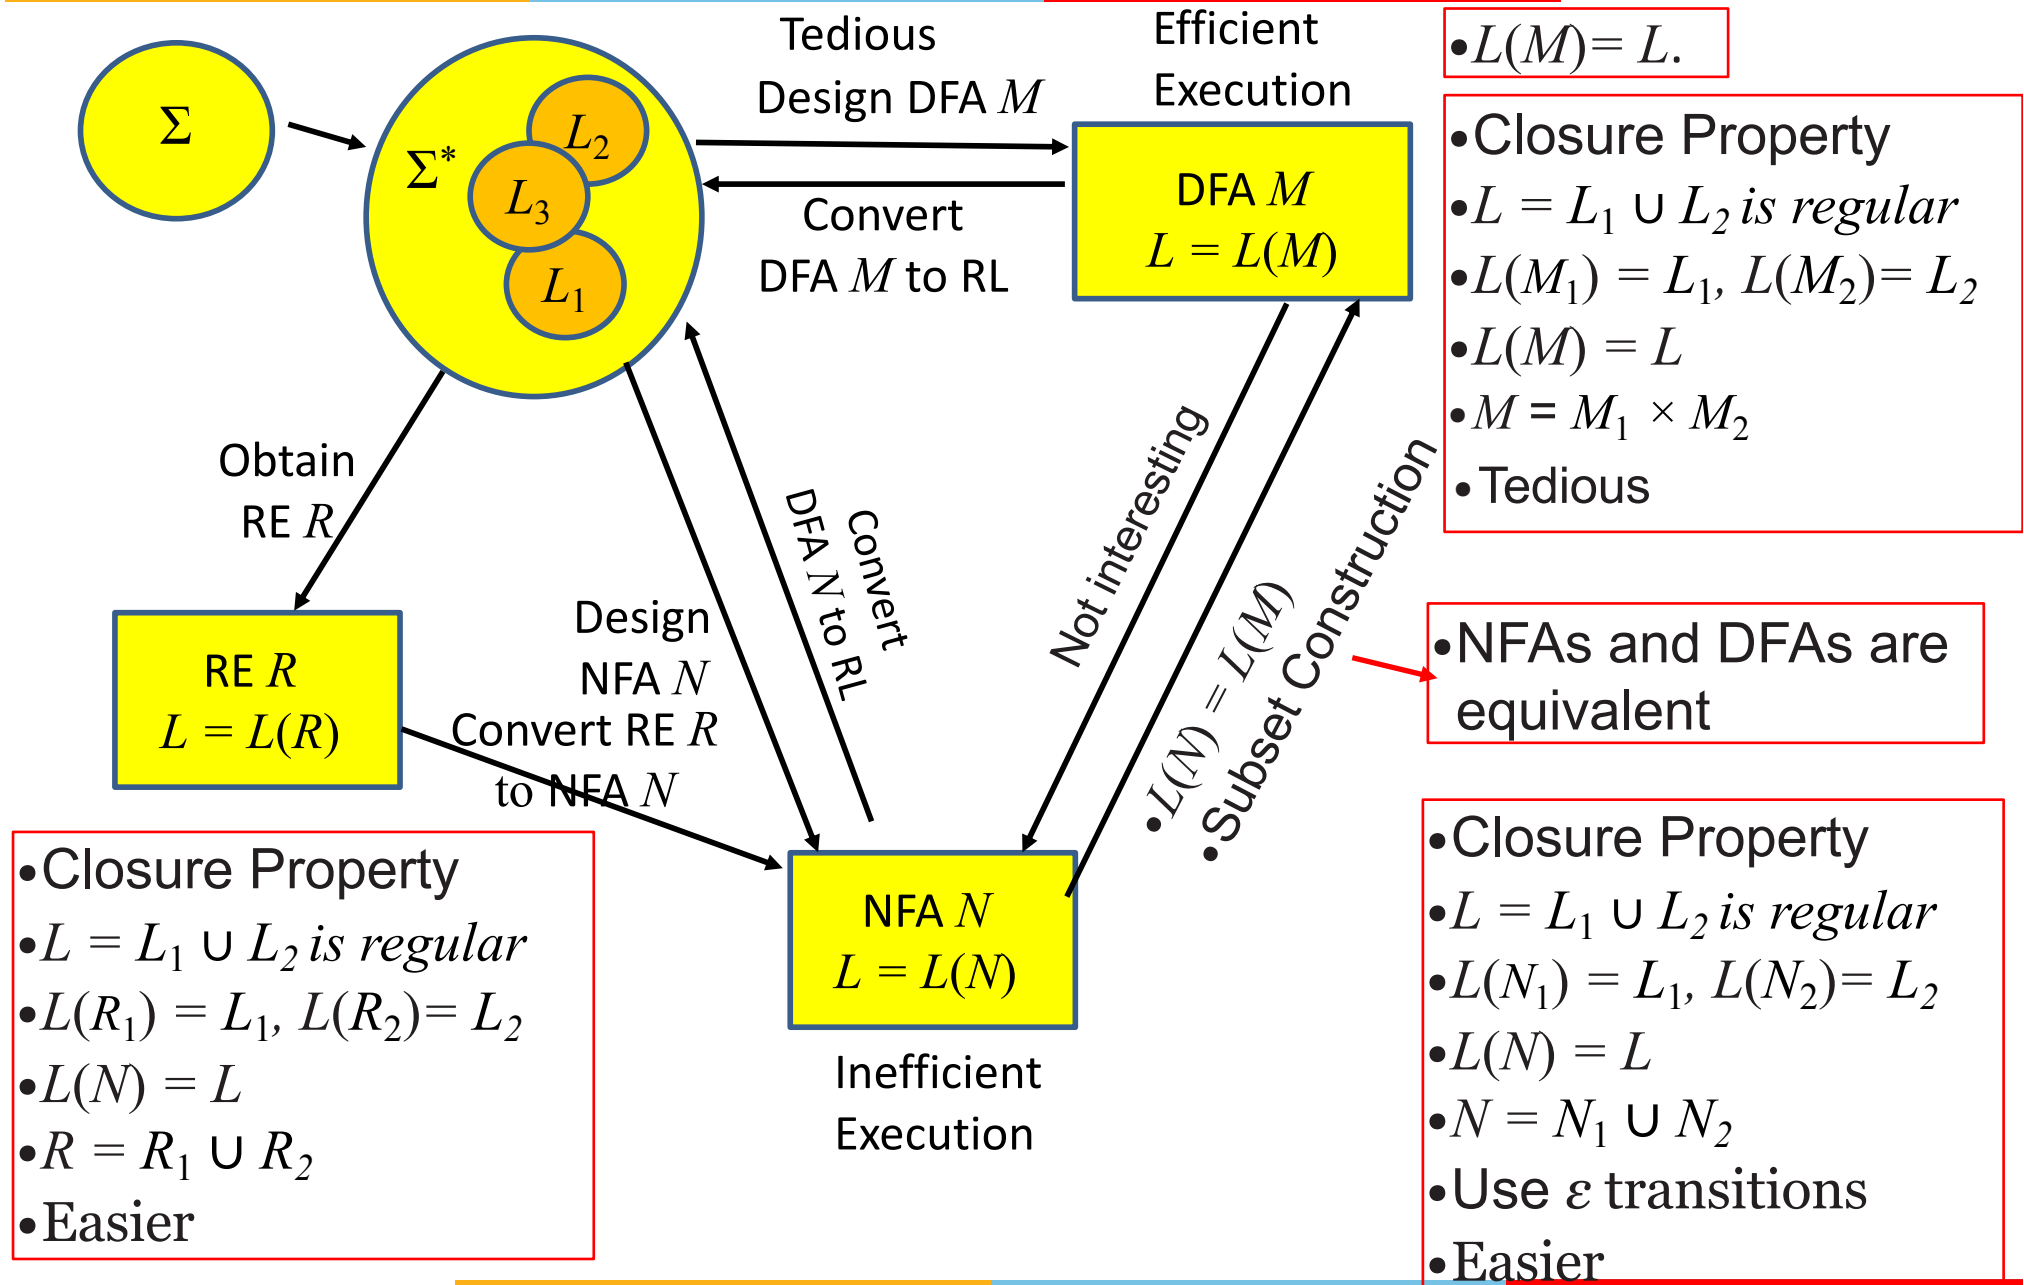 Σ
Σ*
L₂
L₃
L₁
Tedious
Design DFA M
Convert
DFA M to RL
Efficient
Execution
DFA M
L = L(M)
•L(M)= L.
•Closure Property
•L = L₁ ∪ L₂ is regular
•L(M₁) = L₁, L(M₂)= L₂
•L(M) = L
•M = M₁ × M₂
•Tedious
Obtain
RE R
RE R
L = L(R)
Design
NFA N
Convert RE R
to NFA N
Convert
DFA N to RL
Not interesting
•L(N) = L(M)
•Subset Construction
•NFAs and DFAs are
equivalent
NFA N
L = L(N)
Inefficient
Execution
•Closure Property
•L = L₁ ∪ L₂ is regular
•L(R₁) = L₁, L(R₂)= L₂
•L(N) = L
•R = R₁ ∪ R₂
•Easier
•Closure Property
•L = L₁ ∪ L₂ is regular
•L(N₁) = L₁, L(N₂)= L₂
•L(N) = L
•N = N₁ ∪ N₂
•Use ε transitions
•Easier